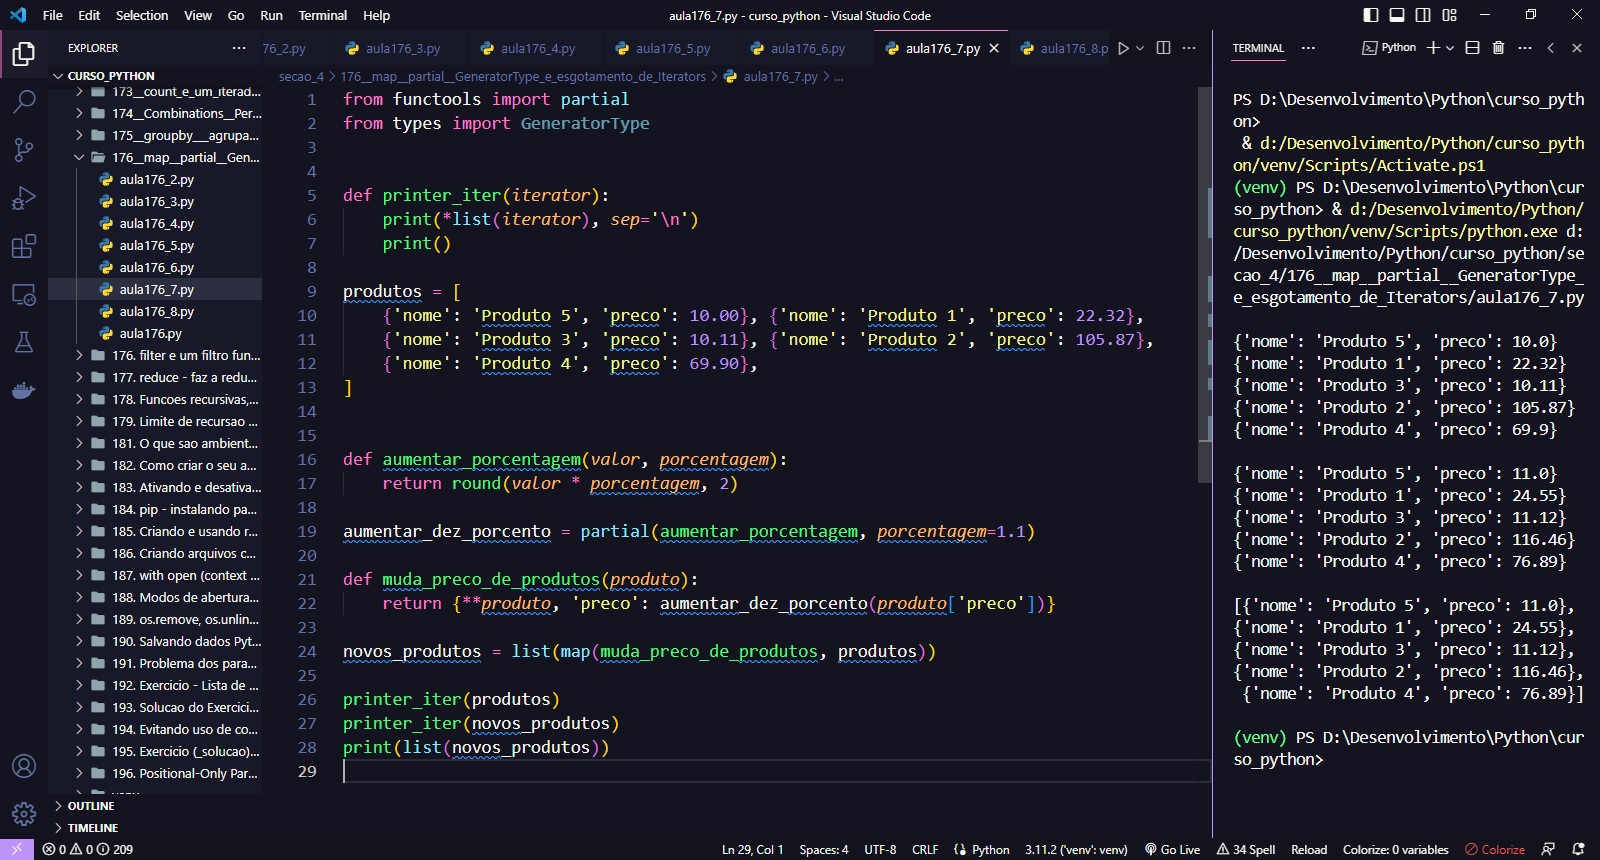 File Edit Selection View Go Run Terminal Help
aula176_7.py - curso_python - Visual Studio Code
EXPLORER
CURSO_PYTHON
173__count_e_um_iterad...
174__Combinations__Per...
175__groupby___agrupa...
176__map__partial__Gen...
aula176_2.py
aula176_3.py
aula176_4.py
aula176_5.py
aula176_6.py
aula176_7.py
aula176_8.py
aula176.py
176. filter e um filtro fun...
177. reduce - faz a redu...
178. Funcoes recursivas,...
179. Limite de recursao ...
181. O que sao ambient...
182. Como criar o seu a...
183. Ativando e desativa...
184. pip - instalando pa...
185. Criando e usando r...
186. Criando arquivos c...
187. with open (context ...
188. Modos de abertura...
189. os.remove, os.unlin...
190. Salvando dados Pyt...
191. Problema dos para...
192. Exercicio - Lista de ...
193. Solucao do Exercici...
194. Evitando uso de co...
195. Exercicio (_solucao)...
196. Positional-Only Par...
OUTLINE
TIMELINE
76_2.py aula176_3.py aula176_4.py aula176_5.py aula176_6.py aula176_7.py aula176_8.p
secao_4 > 176__map__partial__GeneratorType_e_esgotamento_de_Iterators > aula176_7.py > ...
1 from functools import partial
2 from types import GeneratorType
3
4
5 def printer_iter(iterator):
6     print(*list(iterator), sep='\n')
7     print()
8
9 produtos = [
10     {'nome': 'Produto 5', 'preco': 10.00}, {'nome': 'Produto 1', 'preco': 22.32},
11     {'nome': 'Produto 3', 'preco': 10.11}, {'nome': 'Produto 2', 'preco': 105.87},
12     {'nome': 'Produto 4', 'preco': 69.90},
13 ]
14
15
16 def aumentar_porcentagem(valor, porcentagem):
17     return round(valor * porcentagem, 2)
18
19 aumentar_dez_porcento = partial(aumentar_porcentagem, porcentagem=1.1)
20
21 def muda_preco_de_produtos(produto):
22     return {**produto, 'preco': aumentar_dez_porcento(produto['preco'])}
23
24 novos_produtos = list(map(muda_preco_de_produtos, produtos))
25
26 printer_iter(produtos)
27 printer_iter(novos_produtos)
28 print(list(novos_produtos))
29
TERMINAL
Python
PS D:\Desenvolvimento\Python\curso_pyth
on>
& d:/Desenvolvimento/Python/curso_pyth
on/venv/Scripts/Activate.ps1
(venv) PS D:\Desenvolvimento\Python\cur
so_python> & d:/Desenvolvimento/Python/
curso_python/venv/Scripts/python.exe d:
/Desenvolvimento/Python/curso_python/se
cao_4/176__map__partial__GeneratorType_
e_esgotamento_de_Iterators/aula176_7.py
{'nome': 'Produto 5', 'preco': 10.0}
{'nome': 'Produto 1', 'preco': 22.32}
{'nome': 'Produto 3', 'preco': 10.11}
{'nome': 'Produto 2', 'preco': 105.87}
{'nome': 'Produto 4', 'preco': 69.9}
{'nome': 'Produto 5', 'preco': 11.0}
{'nome': 'Produto 1', 'preco': 24.55}
{'nome': 'Produto 3', 'preco': 11.12}
{'nome': 'Produto 2', 'preco': 116.46}
{'nome': 'Produto 4', 'preco': 76.89}
[{'nome': 'Produto 5', 'preco': 11.0},
{'nome': 'Produto 1', 'preco': 24.55},
{'nome': 'Produto 3', 'preco': 11.12},
{'nome': 'Produto 2', 'preco': 116.46},
{'nome': 'Produto 4', 'preco': 76.89}]
(venv) PS D:\Desenvolvimento\Python\cur
so_python>
0 0 209 Ln 29, Col 1 Spaces: 4 UTF-8 CRLF Python 3.11.2 ('venv': venv) Go Live 34 Spell Reload Colorize: 0 variables Colorize